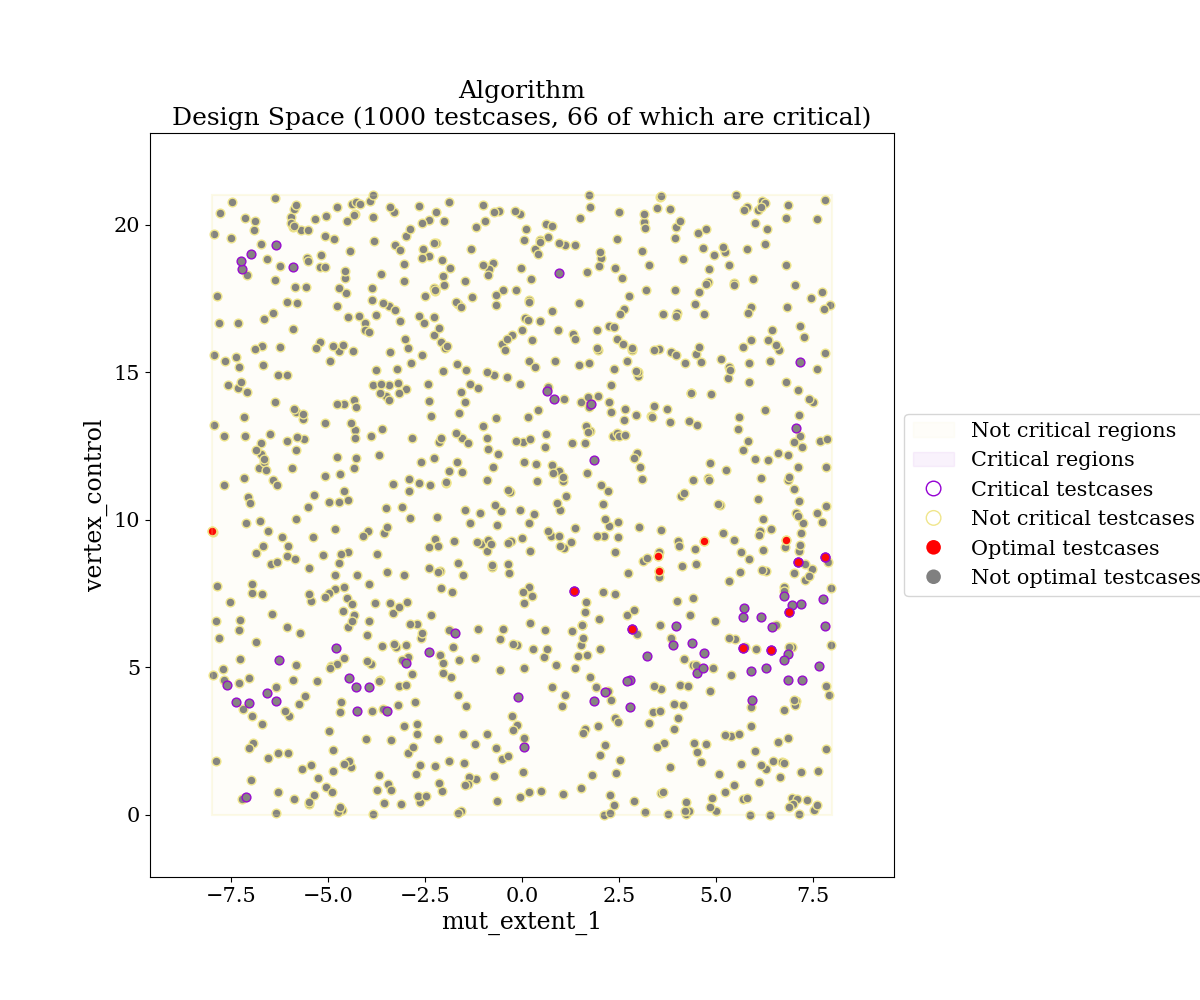 Algorithm
Design Space (1000 testcases, 66 of which are critical)
vertex_control
20
15
10
5
0
−7.5
−5.0
−2.5
0.0
2.5
5.0
7.5
mut_extent_1
Not critical regions
Critical regions
Critical testcases
Not critical testcases
Optimal testcases
Not optimal testcases